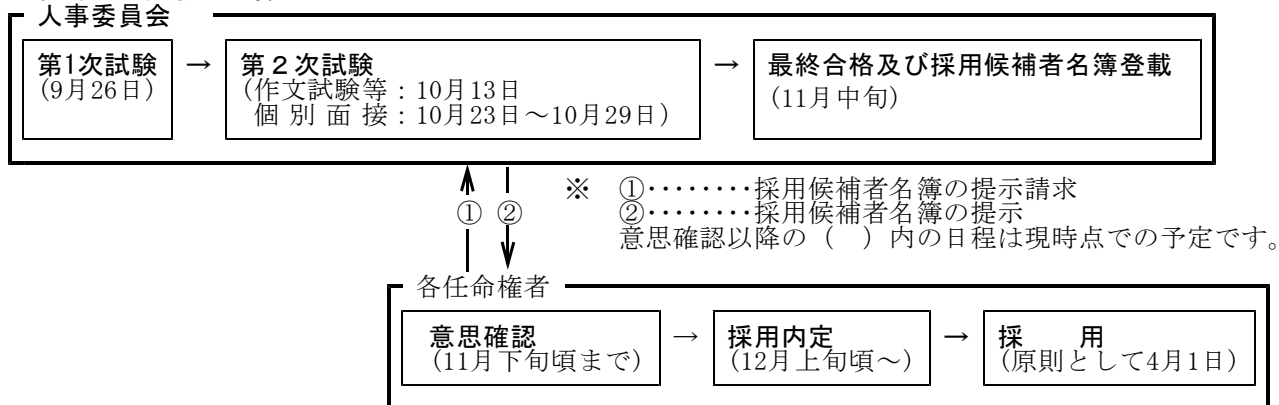 人事委員会
第1次試験 → 第２次試験 → 最終合格及び採用候補者名簿登載
(9月26日) (作文試験等：10月13日 (11月中旬)
個別面接：10月23日～10月29日)
① ② ※ ①････････採用候補者名簿の提示請求
②････････採用候補者名簿の提示
意思確認以降の（ ）内の日程は現時点での予定です。
各任命権者
意思確認 → 採用内定 → 採 用
(11月下旬頃まで) (12月上旬頃～) (原則として4月1日)